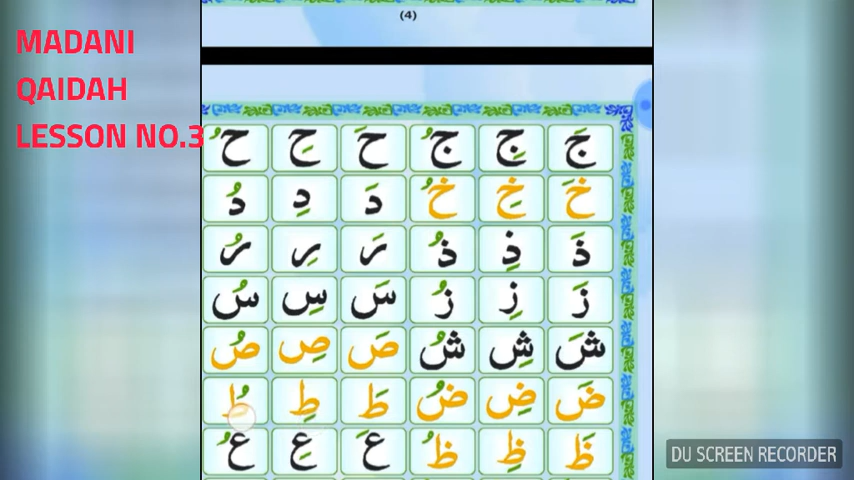 (4)
MADANI
QAIDAH
LESSON NO.3
جَ جِ جُ حَ حِ حُ
خَ خِ خُ دَ دِ دُ
ذَ ذِ ذُ رَ رِ رُ
زَ زِ زُ سَ سِ سُ
شَ شِ شُ صَ صِ صُ
ضَ ضِ ضُ طَ طِ طُ
ظَ ظِ ظُ عَ عِ عُ
DU SCREEN RECORDER